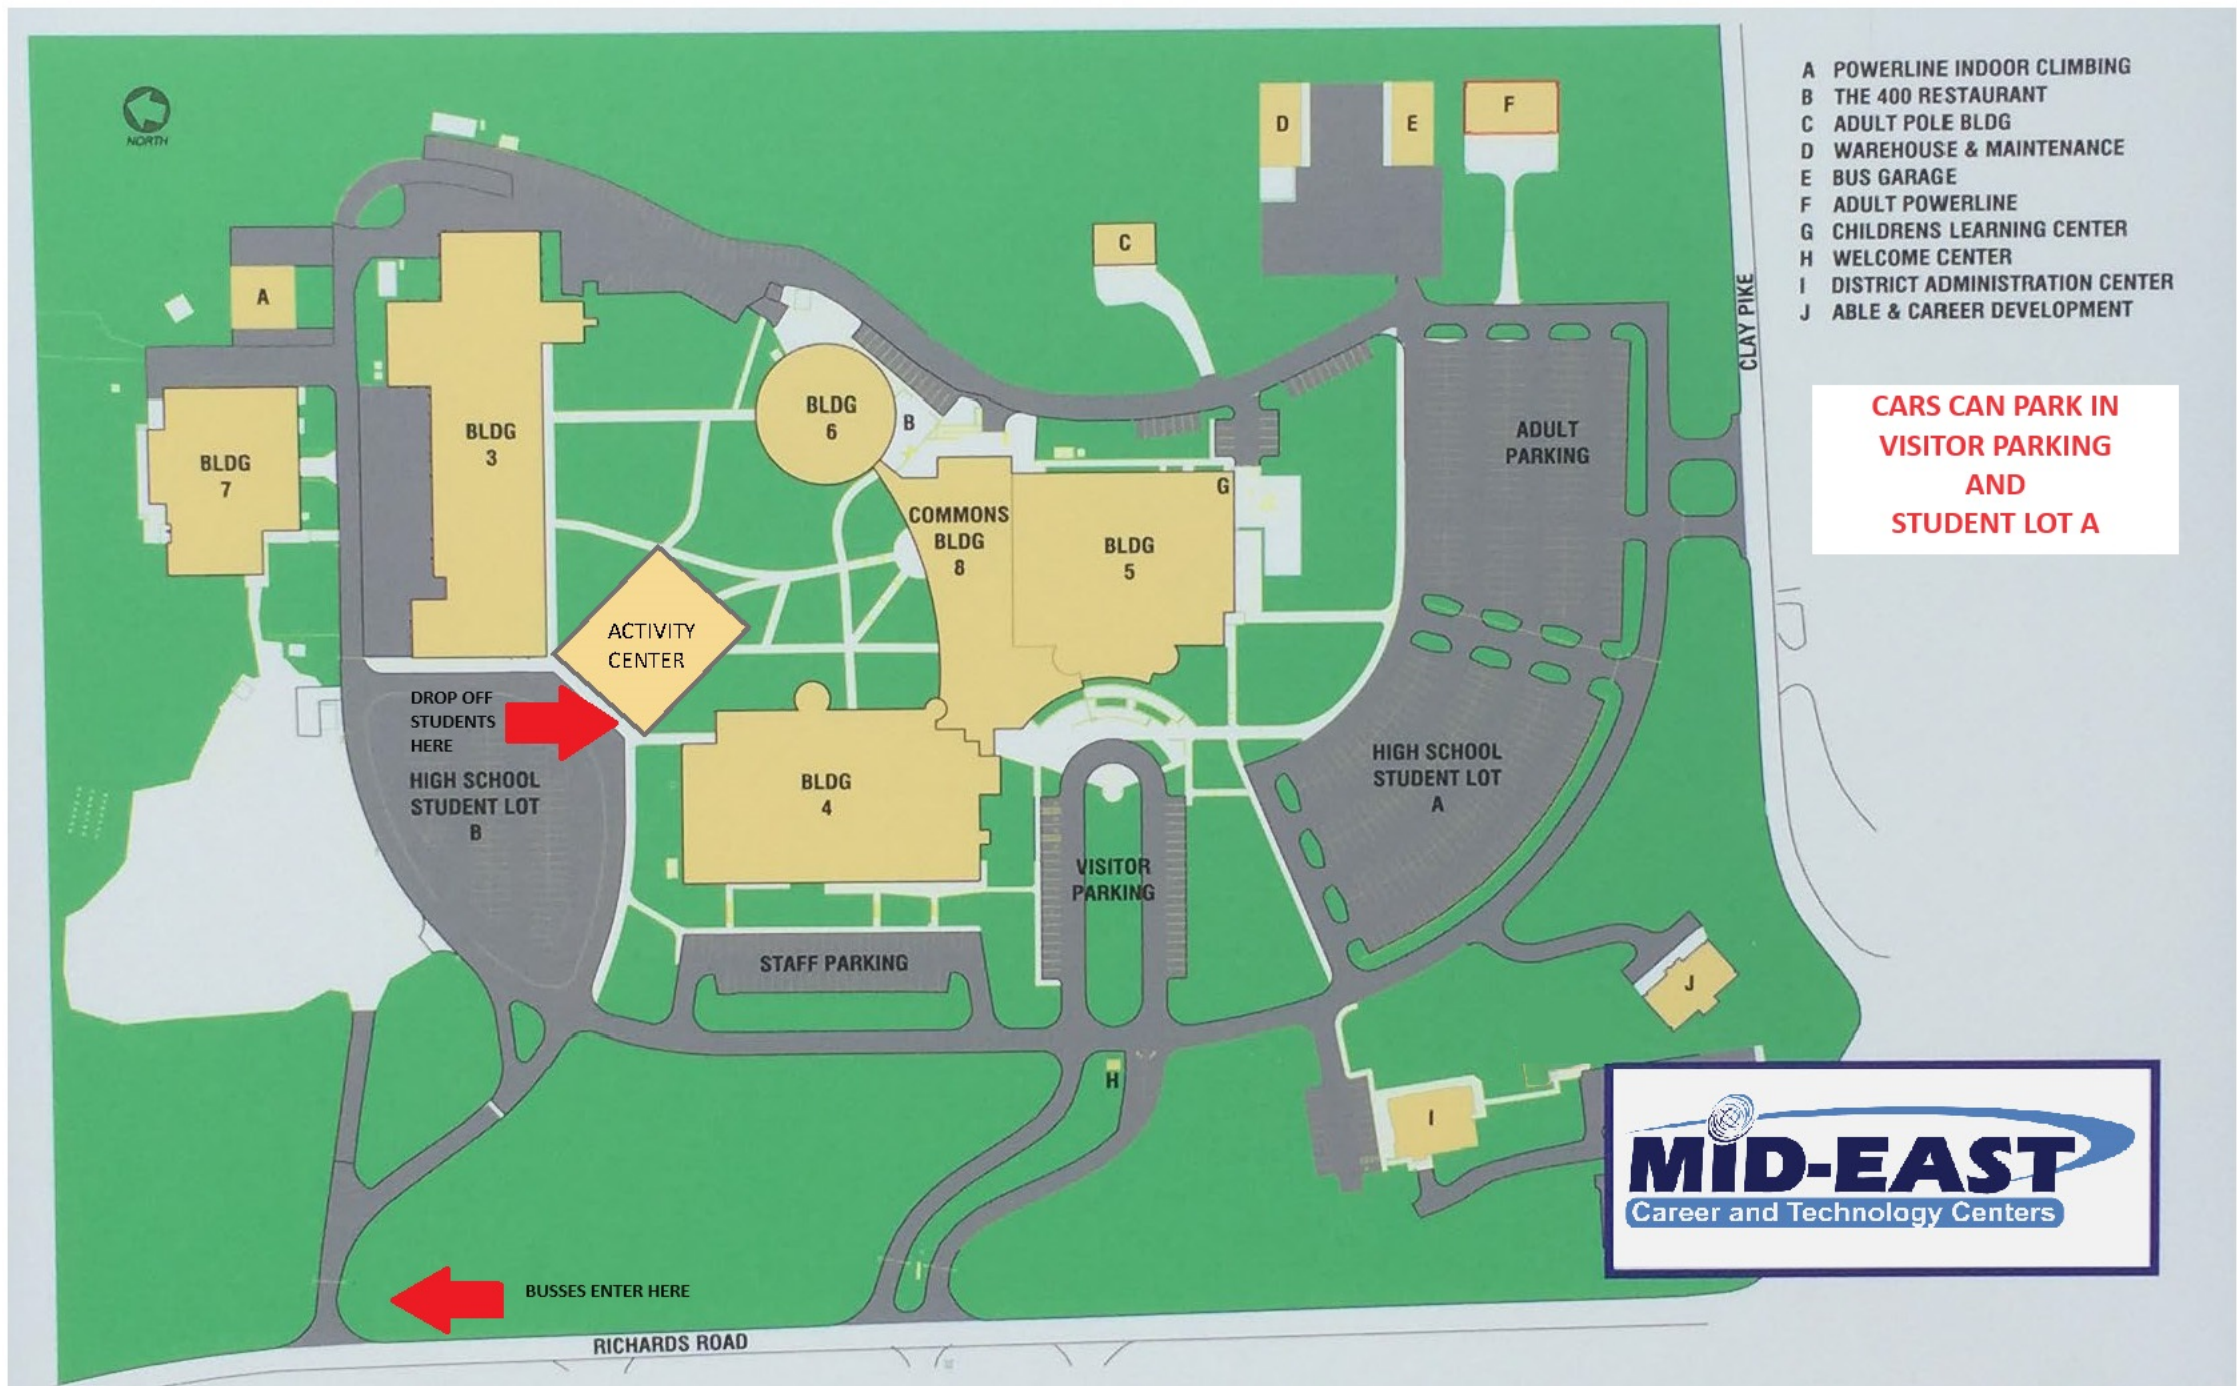 NORTH
A POWERLINE INDOOR CLIMBING
B THE 400 RESTAURANT
C ADULT POLE BLDG
D WAREHOUSE & MAINTENANCE
E BUS GARAGE
F ADULT POWERLINE
G CHILDRENS LEARNING CENTER
H WELCOME CENTER
I DISTRICT ADMINISTRATION CENTER
J ABLE & CAREER DEVELOPMENT
CLAY PIKE
CARS CAN PARK IN
VISITOR PARKING
AND
STUDENT LOT A
D
E
F
C
A
BLDG
7
BLDG
3
BLDG
6
B
COMMONS
BLDG
8
G
BLDG
5
ADULT
PARKING
ACTIVITY
CENTER
DROP OFF
STUDENTS
HERE
HIGH SCHOOL
STUDENT LOT
B
BLDG
4
HIGH SCHOOL
STUDENT LOT
A
VISITOR
PARKING
STAFF PARKING
J
H
I
MID-EAST
Career and Technology Centers
BUSSES ENTER HERE
RICHARDS ROAD